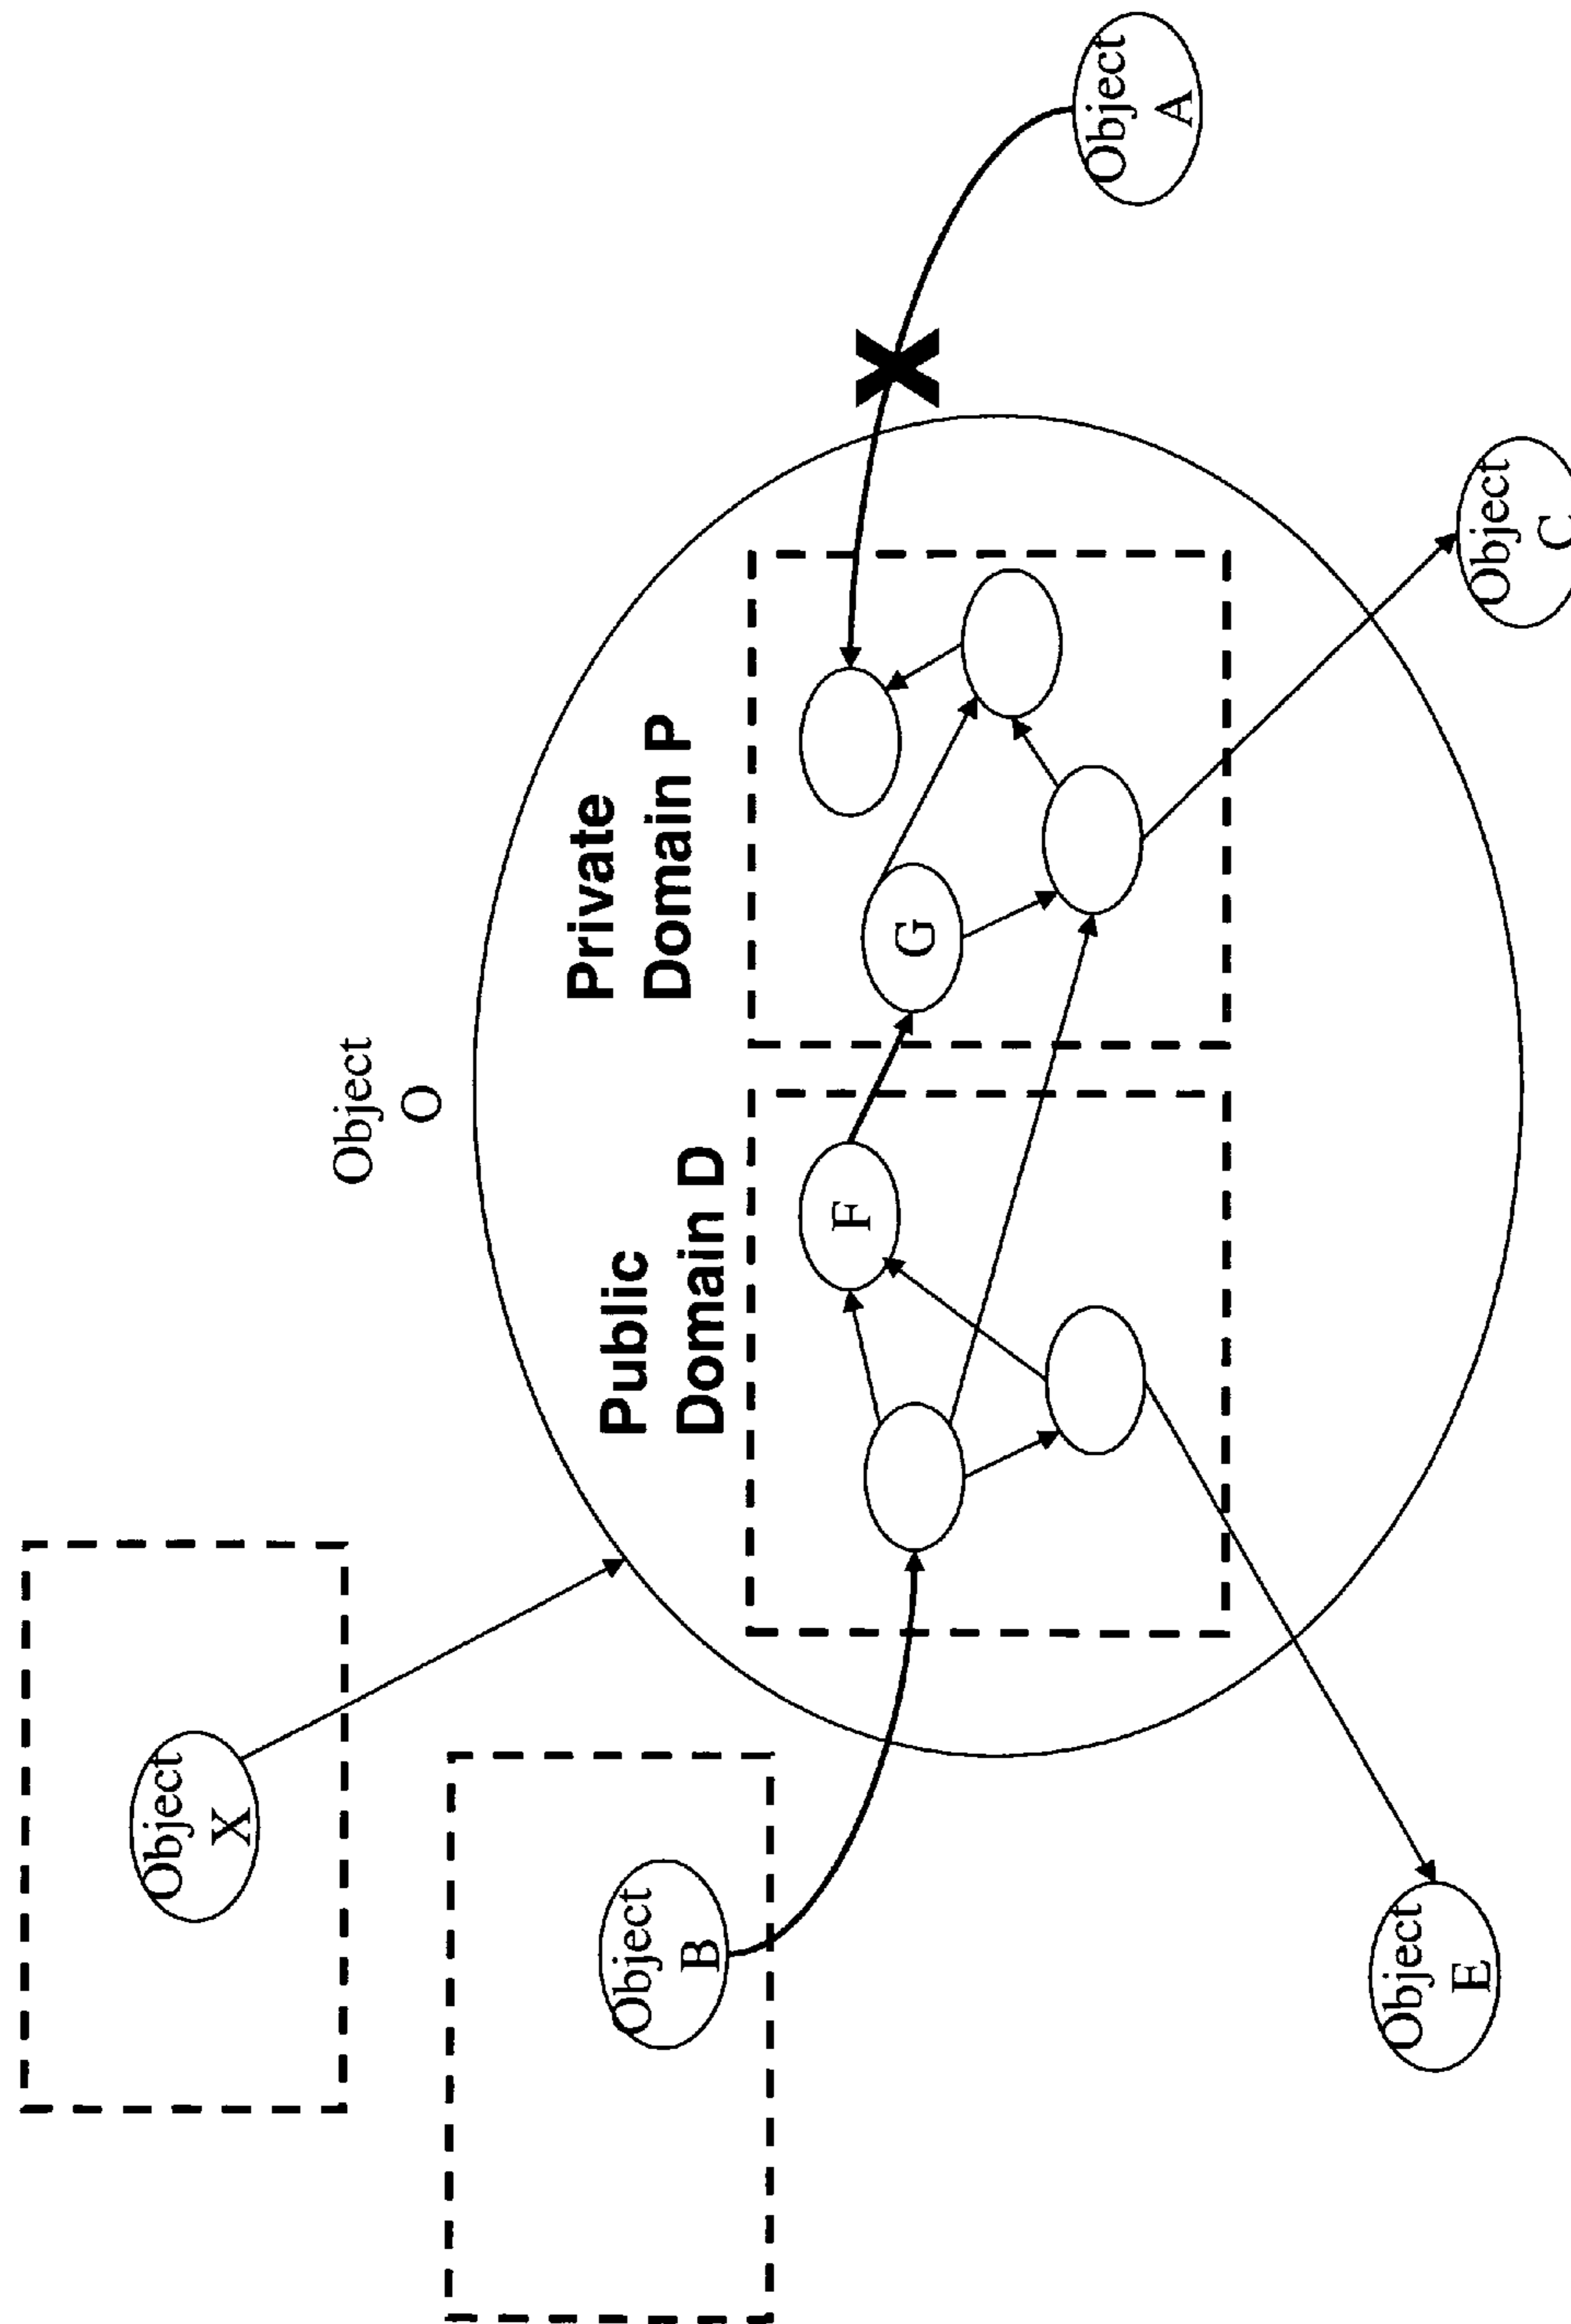 Object
X
Object
B
Object
O
Public
Domain D
Private
Domain P
F
G
X
Object
A
Object
E
Object
C